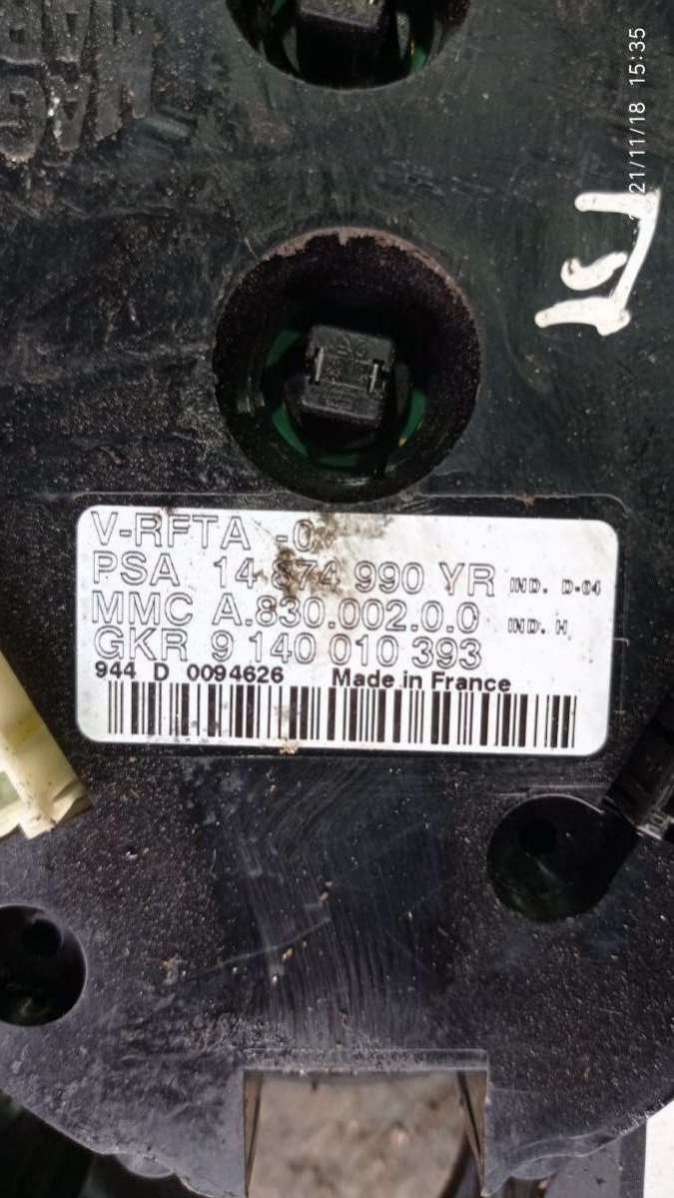 21/11/18 15:35
V-RFTA -0
PSA 14 874 990 YR IND. D-04
MMC A.830.002.0.0 IND. H
GKR 9 140 010 393
944 D 0094626 Made in France